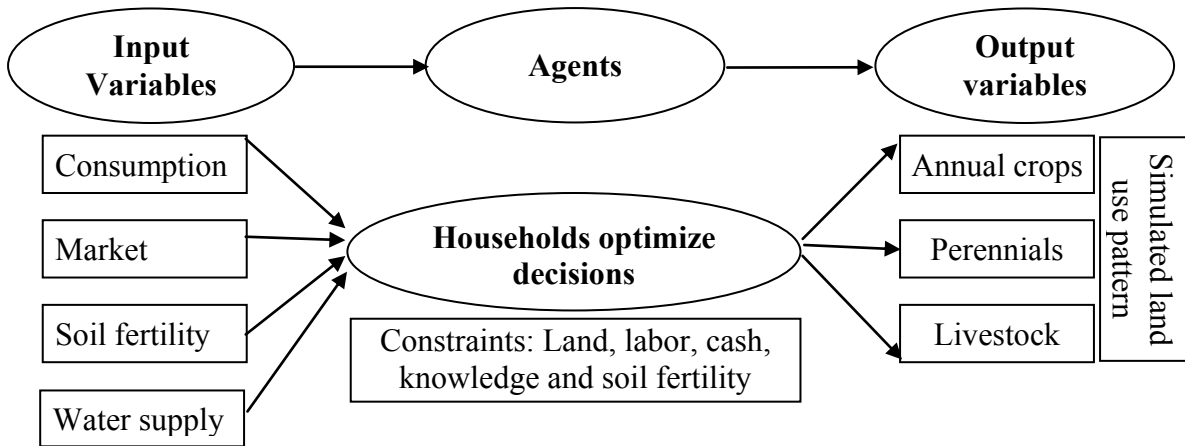 Input
Variables
Agents
Output
variables
Consumption
Market
Soil fertility
Water supply
Households optimize
decisions
Constraints: Land, labor, cash,
knowledge and soil fertility
Annual crops
Perennials
Livestock
Simulated land
use pattern